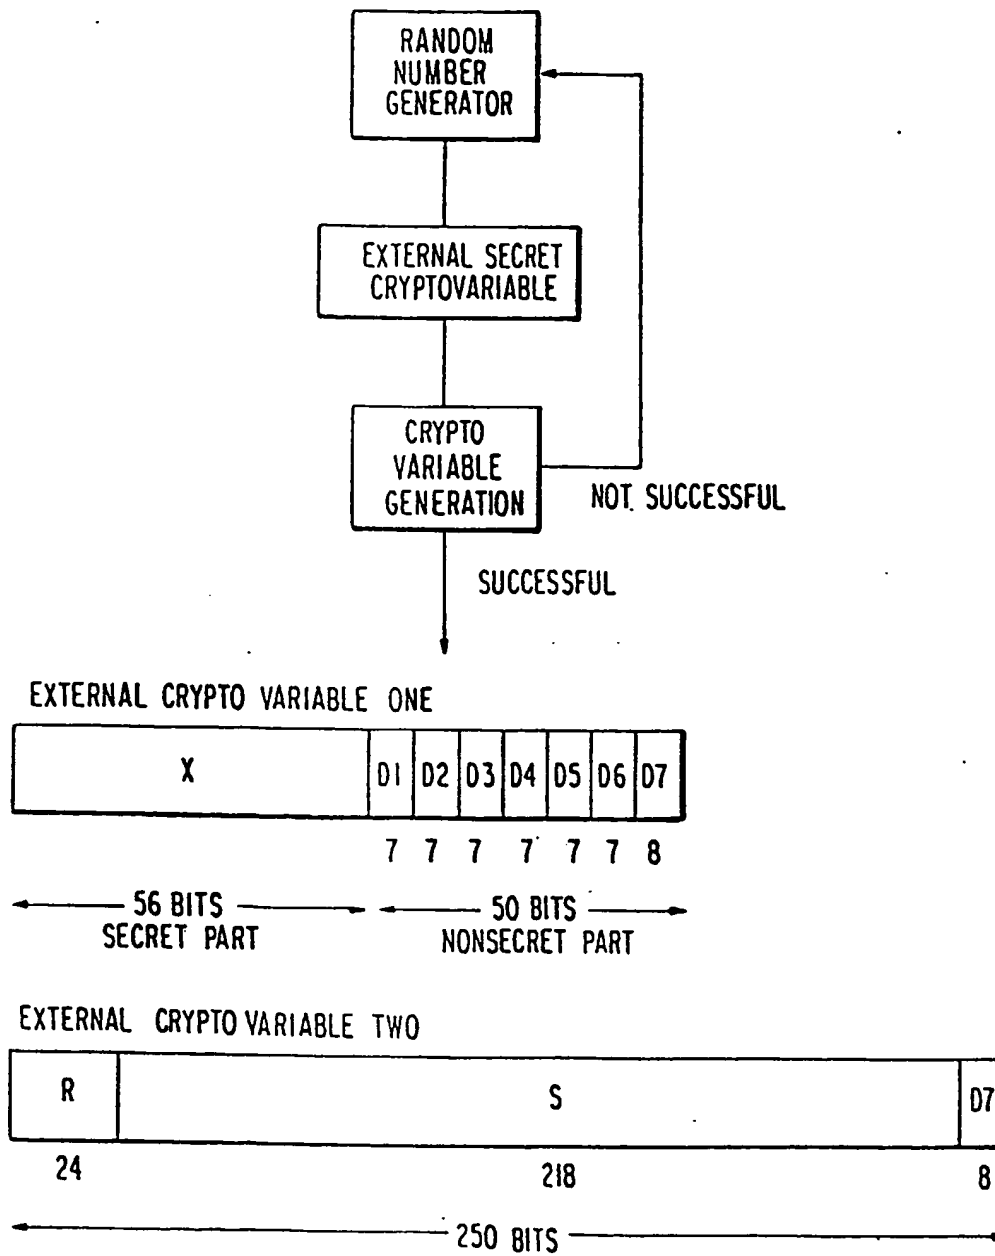 RANDOM
NUMBER
GENERATOR
EXTERNAL SECRET
CRYPTOVARIABLE
CRYPTO
VARIABLE
GENERATION
NOT. SUCCESSFUL
SUCCESSFUL
EXTERNAL CRYPTO VARIABLE ONE
X D1 D2 D3 D4 D5 D6 D7
7 7 7 7 7 7 8
56 BITS 50 BITS
SECRET PART NONSECRET PART
EXTERNAL CRYPTO VARIABLE TWO
R S D7
24 218 8
250 BITS